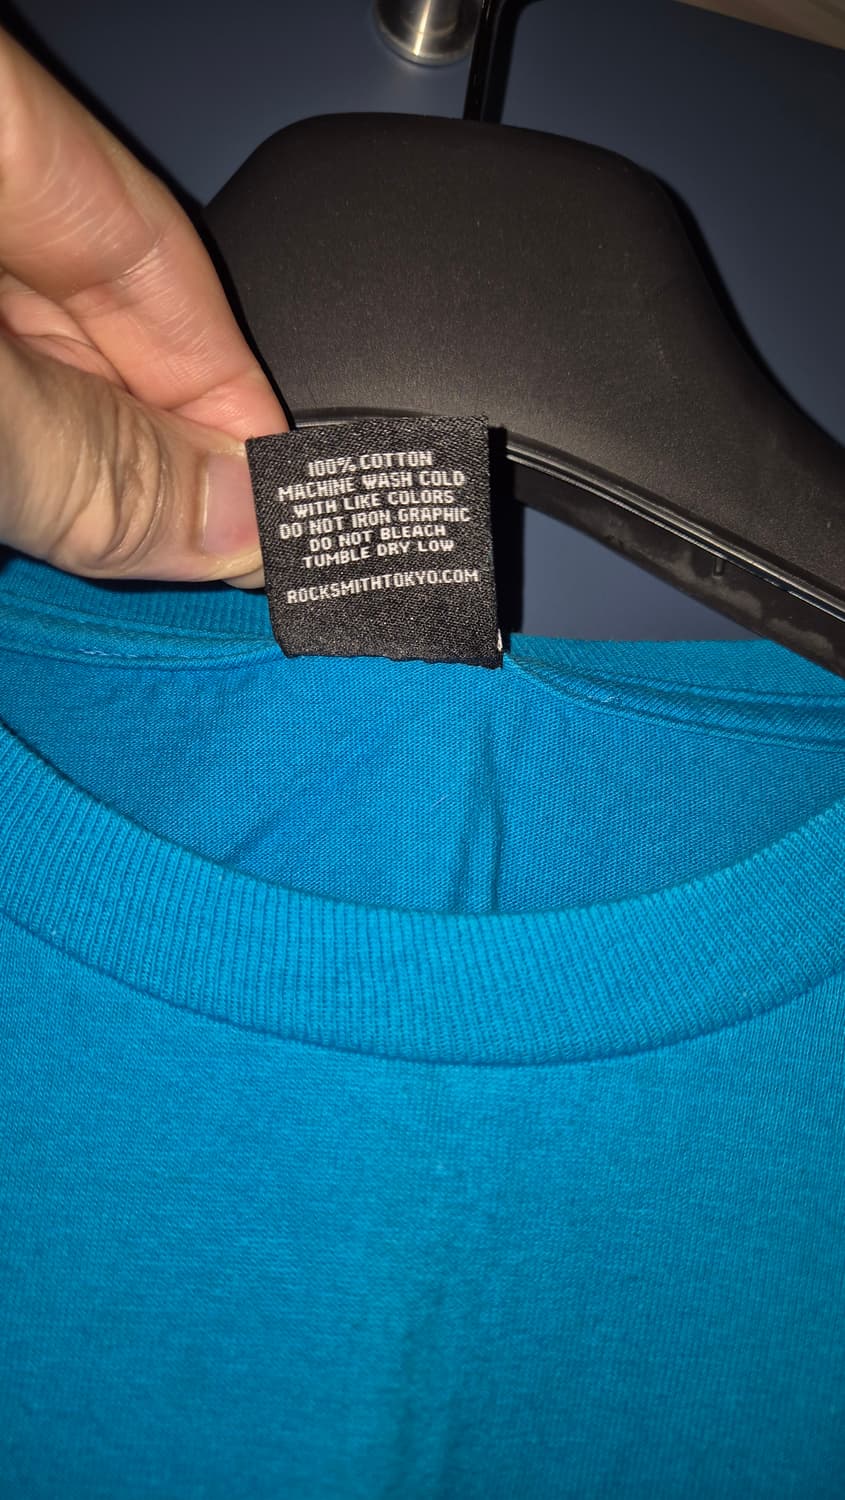 100% COTTON
MACHINE WASH COLD
WITH LIKE COLORS
DO NOT IRON GRAPHIC
DO NOT BLEACH
TUMBLE DRY LOW
ROCKSMITHTOKYO.COM